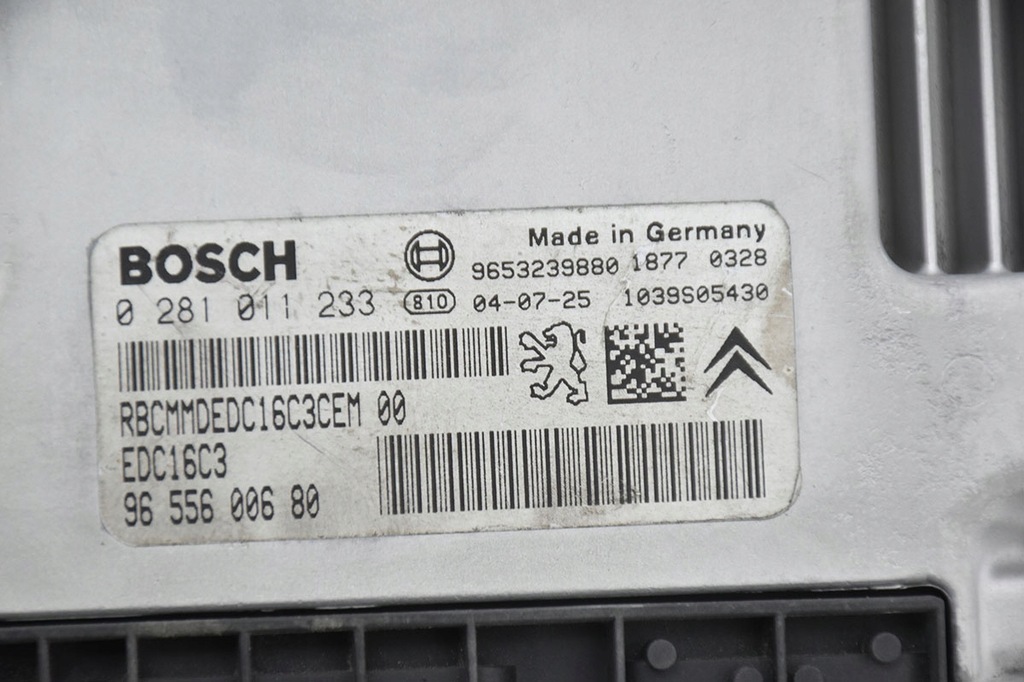 BOSCH
Made in Germany
9653239880 1877 0328
0 281 011 233 810 04-07-25 1039S05430
RBCMMDEDC16C3CEM 00
EDC16C3
96 556 006 80